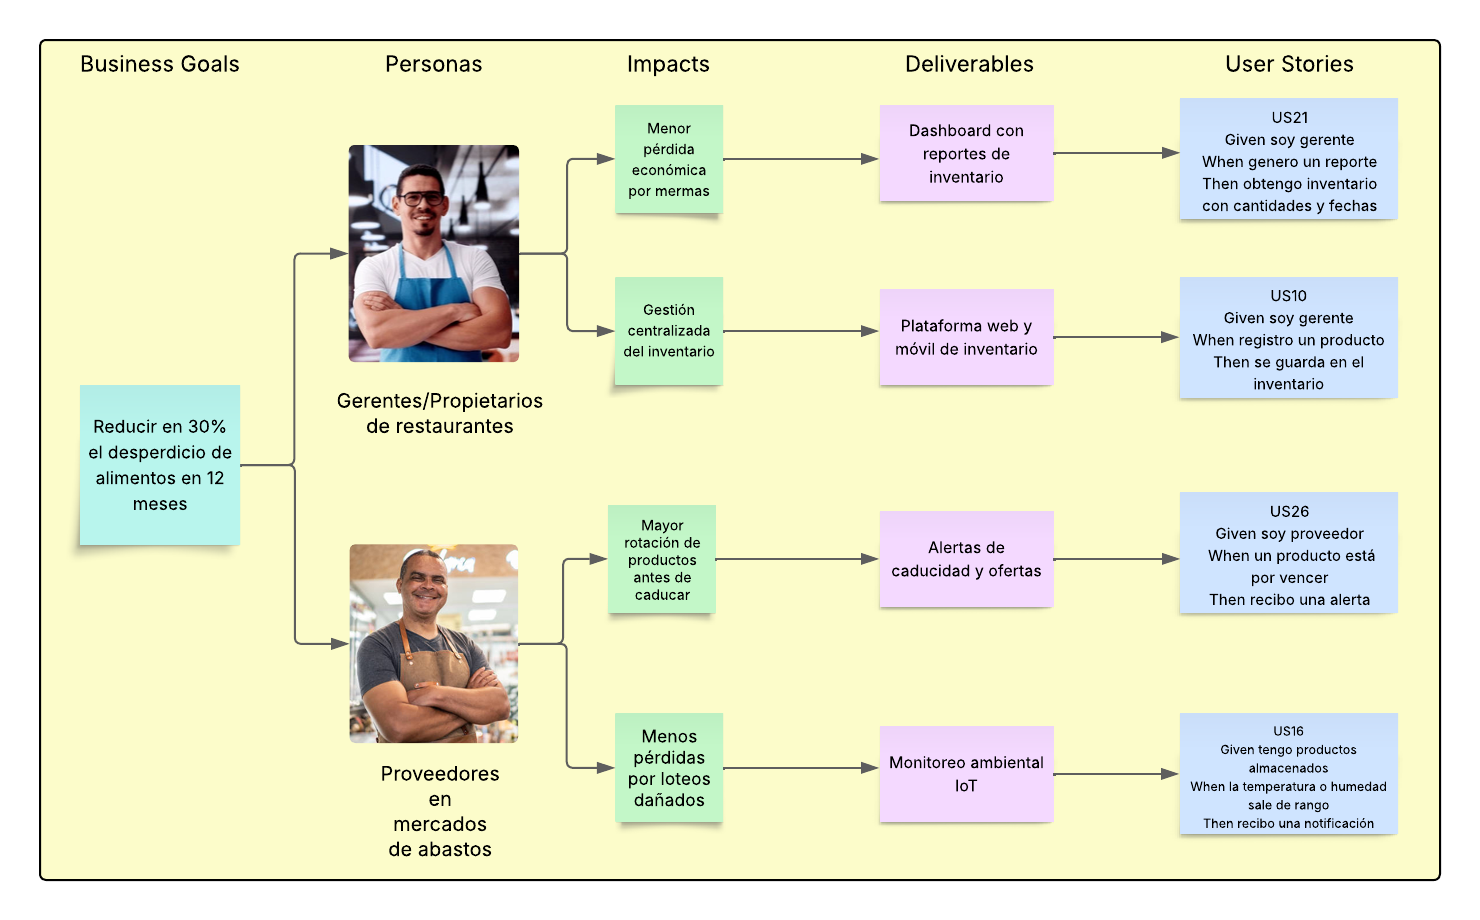 Business Goals
Personas
Impacts
Deliverables
User Stories
Reducir en 30%
el desperdicio de
alimentos en 12
meses
Gerentes/Propietarios
de restaurantes
Menor
pérdida
económica
por mermas
Dashboard con
reportes de
inventario
US21
Given soy gerente
When genero un reporte
Then obtengo inventario
con cantidades y fechas
Gestión
centralizada
del inventario
Plataforma web y
móvil de inventario
US10
Given soy gerente
When registro un producto
Then se guarda en el
inventario
Proveedores
en
mercados
de abastos
Mayor
rotación de
productos
antes de
caducar
Alertas de
caducidad y ofertas
US26
Given soy proveedor
When un producto está
por vencer
Then recibo una alerta
Menos
pérdidas
por loteos
dañados
Monitoreo ambiental
IoT
US16
Given tengo productos
almacenados
When la temperatura o humedad
sale de rango
Then recibo una notificación